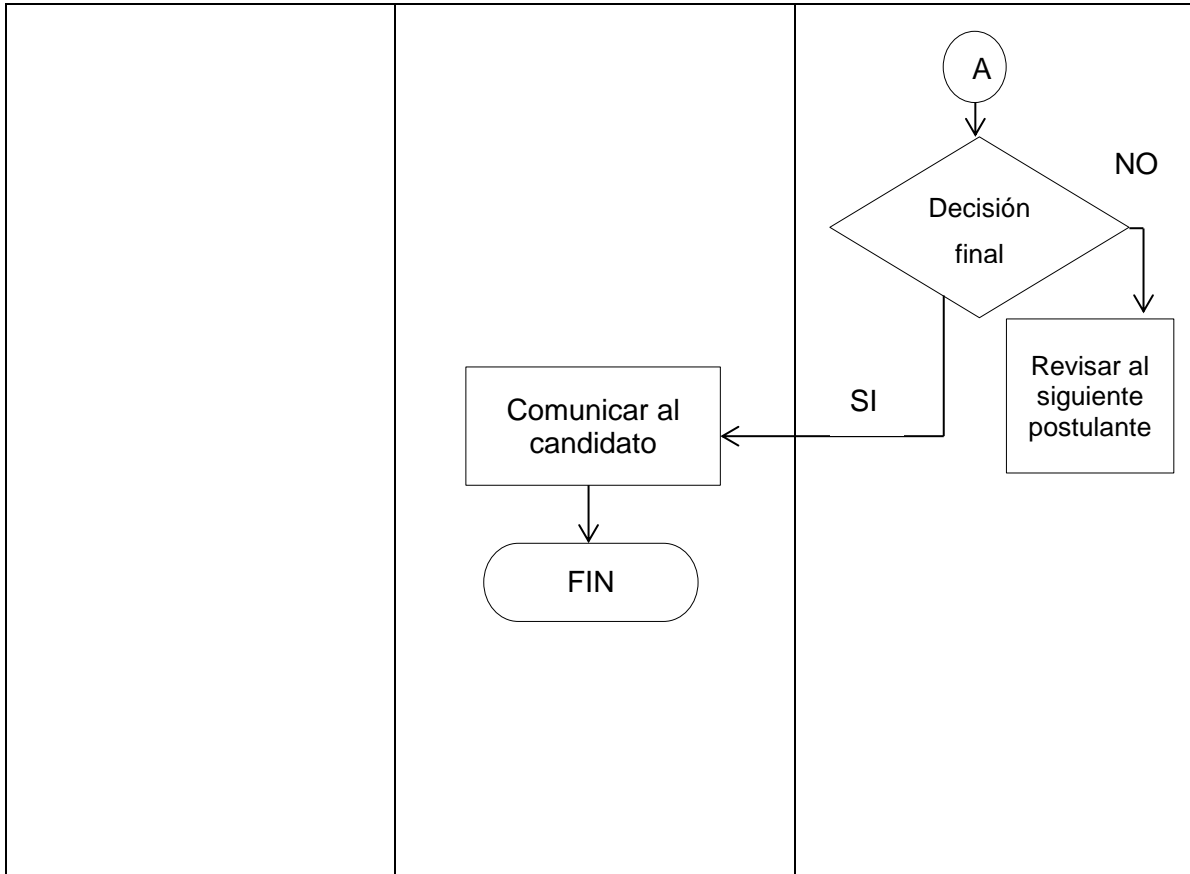 A
NO
Decisión
final
Revisar al
siguiente
postulante
SI
Comunicar al
candidato
FIN